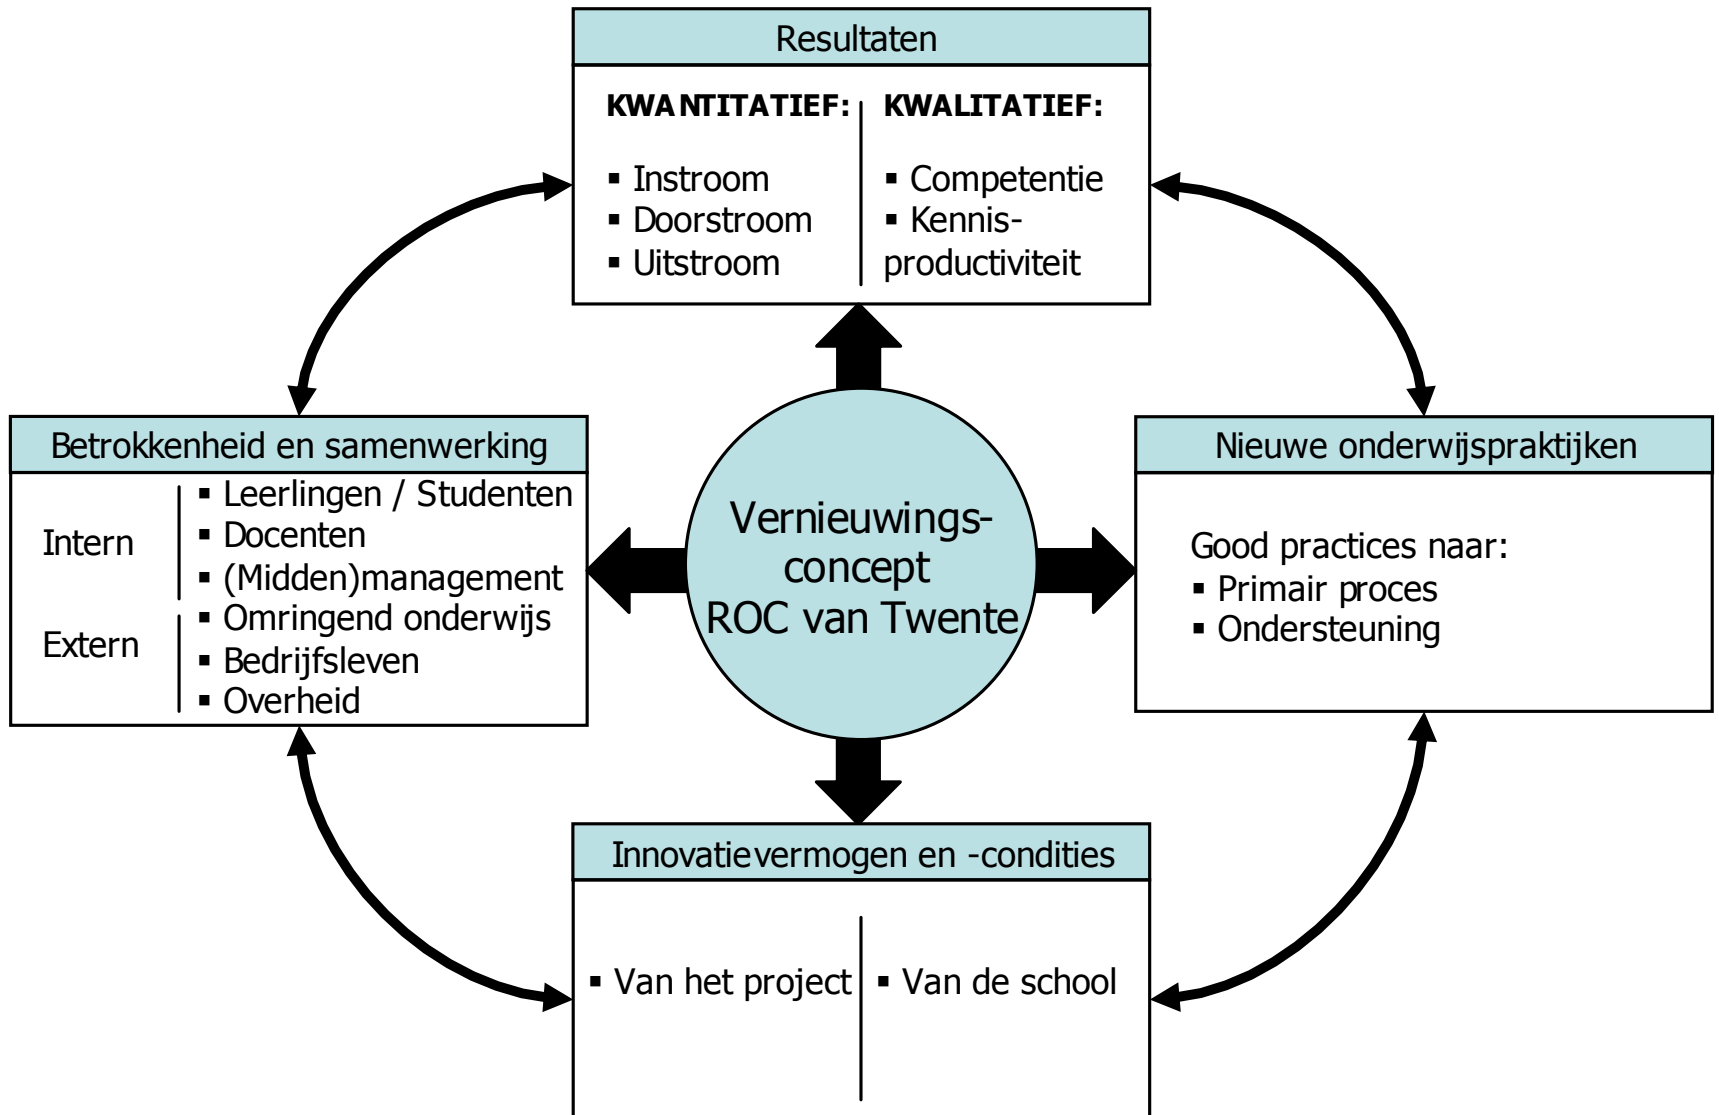 Resultaten
KWANTITATIEF:
▪ Instroom
▪ Doorstroom
▪ Uitstroom
KWALITATIEF:
▪ Competentie
▪ Kennis-
productiviteit
Betrokkenheid en samenwerking
Intern
▪ Leerlingen / Studenten
▪ Docenten
▪ (Midden)management
Extern
▪ Omringend onderwijs
▪ Bedrijfsleven
▪ Overheid
Vernieuwings-
concept
ROC van Twente
Nieuwe onderwijspraktijken
Good practices naar:
▪ Primair proces
▪ Ondersteuning
Innovatievermogen en -condities
▪ Van het project
▪ Van de school